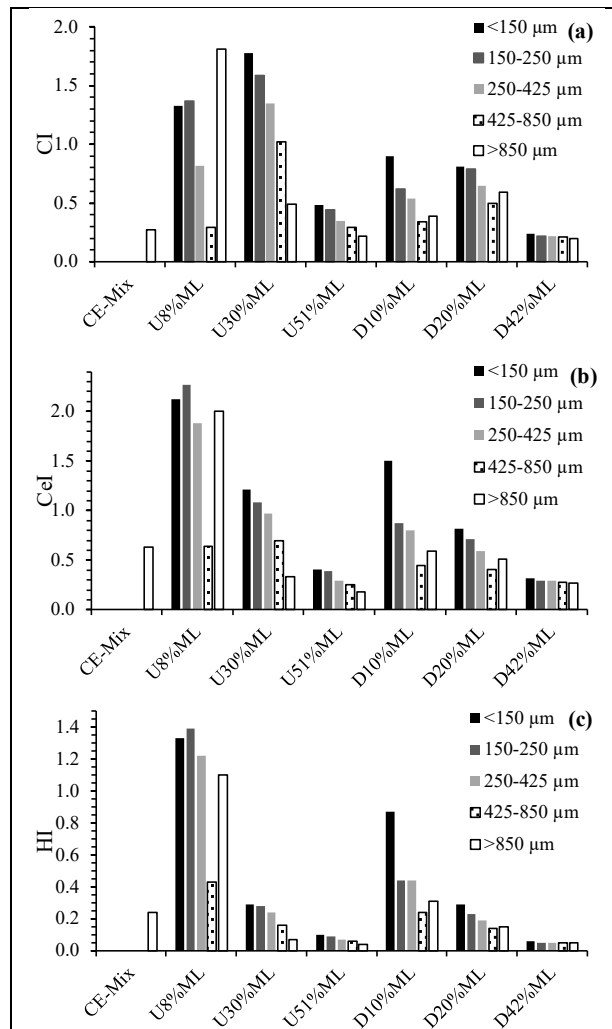 (a)
<150 µm
150-250 µm
250-425 µm
425-850 µm
>850 µm
2.0
1.5
1.0
0.5
0.0
CI
CE-Mix
U8%ML
U30%ML
U51%ML
D10%ML
D20%ML
D42%ML
(b)
<150 µm
150-250 µm
250-425 µm
425-850 µm
>850 µm
2.0
1.5
1.0
0.5
0.0
CeI
CE-Mix
U8%ML
U30%ML
U51%ML
D10%ML
D20%ML
D42%ML
(c)
<150 µm
150-250 µm
250-425 µm
425-850 µm
>850 µm
1.4
1.2
1.0
0.8
0.6
0.4
0.2
0.0
HI
CE-Mix
U8%ML
U30%ML
U51%ML
D10%ML
D20%ML
D42%ML